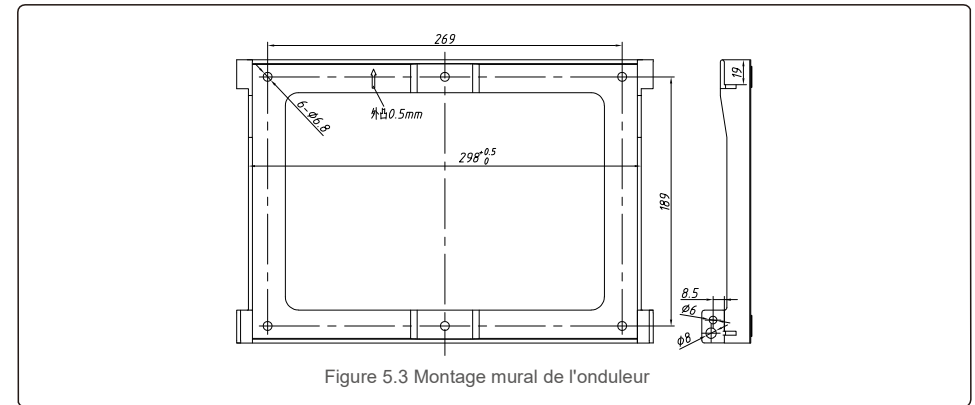 269
19
6-Ø6.8
外凸0.5mm
298+0.5 0
189
8.5
Ø6
Ø8
Figure 5.3 Montage mural de l'onduleur